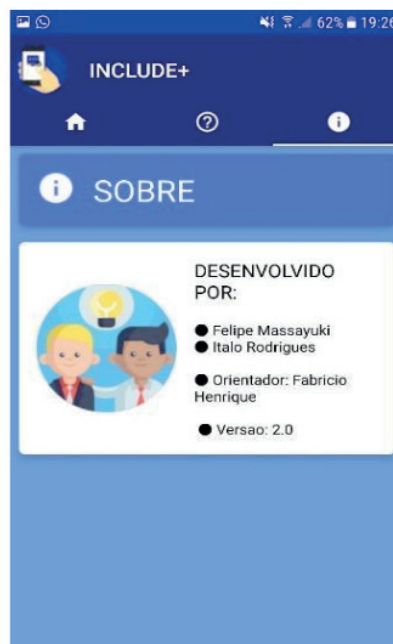 62% 19:26
INCLUDE+
SOBRE
DESENVOLVIDO
POR:
● Felipe Massayuki
● Italo Rodrigues
● Orientador: Fabricio
Henrique
● Versao: 2.0